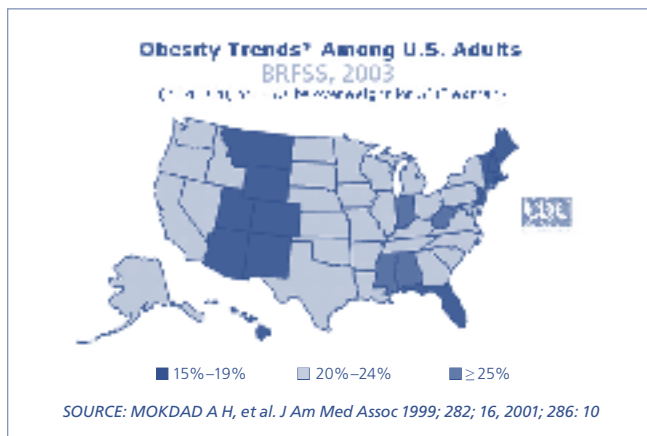 Obesity Trends* Among U.S. Adults
BRFSS, 2003
15%–19%
20%–24%
≥25%
SOURCE: MOKDAD A H, et al. J Am Med Assoc 1999; 282; 16, 2001; 286: 10